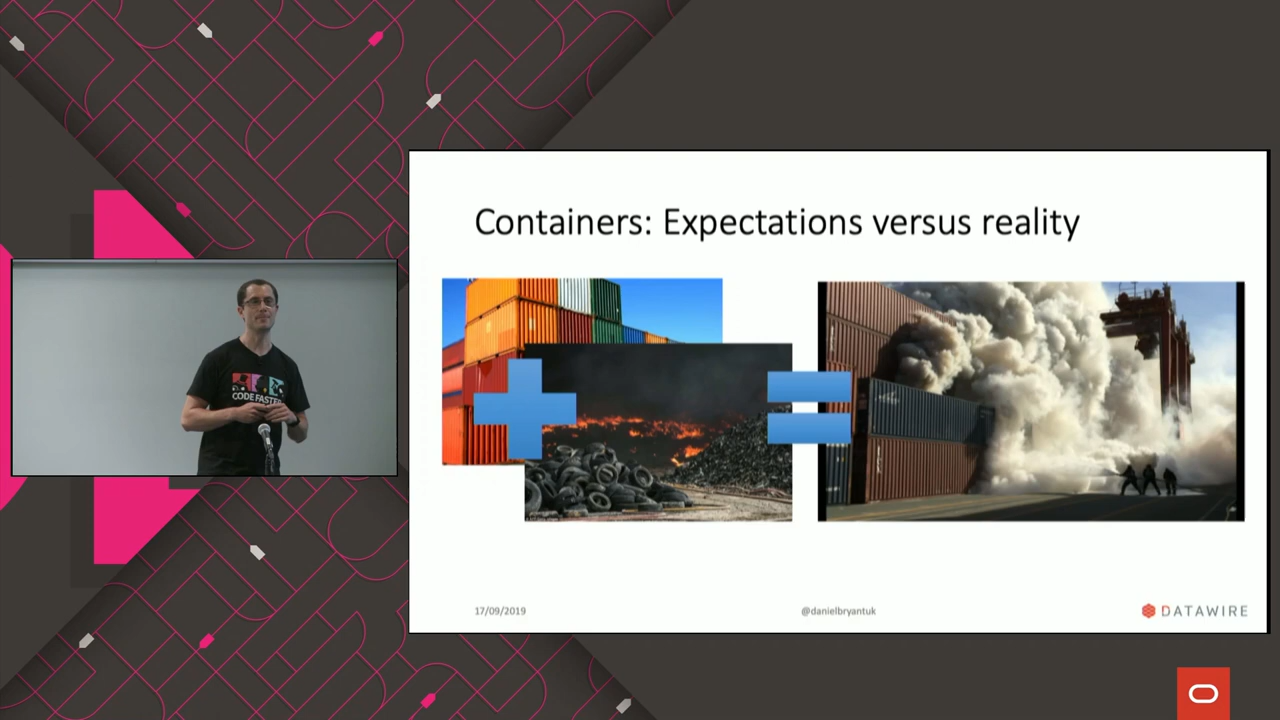 Containers: Expectations versus reality
CODE FASTER
17/09/2019
@danielbryantuk
DATAWIRE